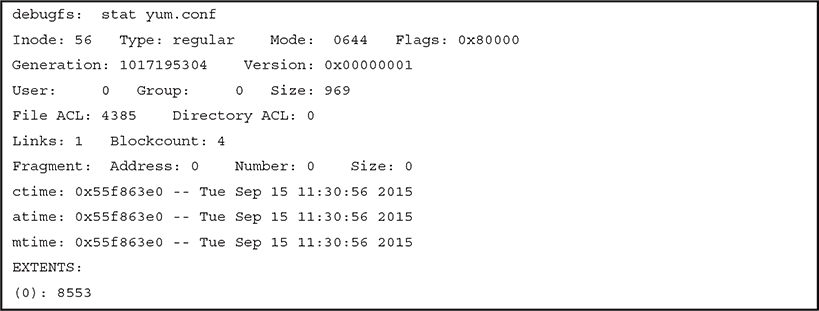 debugfs:  stat yum.conf
Inode: 56   Type: regular    Mode:  0644   Flags: 0x80000
Generation: 1017195304    Version: 0x00000001
User:     0   Group:     0   Size: 969
File ACL: 4385    Directory ACL: 0
Links: 1   Blockcount: 4
Fragment:  Address: 0    Number: 0    Size: 0
ctime: 0x55f863e0 -- Tue Sep 15 11:30:56 2015
atime: 0x55f863e0 -- Tue Sep 15 11:30:56 2015
mtime: 0x55f863e0 -- Tue Sep 15 11:30:56 2015
EXTENTS:
(0): 8553